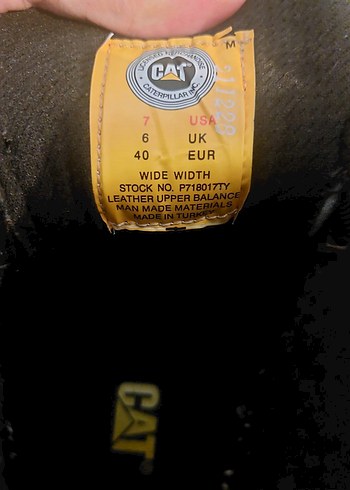 M
CAT
CATERPILLAR INC.
7 USA
6 UK
40 EUR
WIDE WIDTH
STOCK NO. P718017TY
LEATHER UPPER BALANCE
MAN MADE MATERIALS
MADE IN TURKEY
CAT